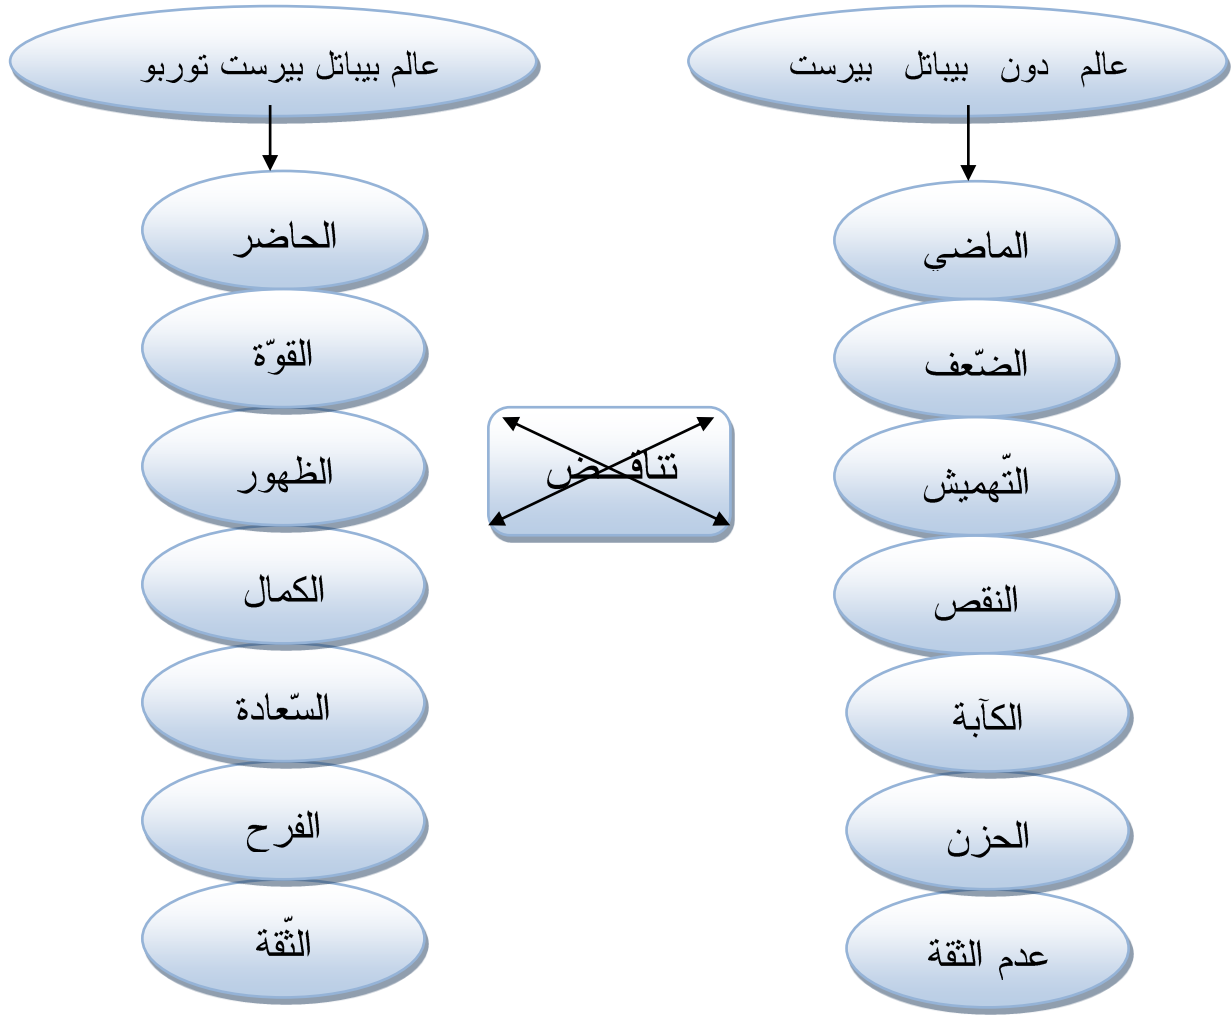 عالم دون بيباتل بيرست
الماضي
الضّعف
التّهميش
النقص
الكآبة
الحزن
عدم الثقة
تناقـــض
عالم بيباتل بيرست توربو
الحاضر
القوّة
الظهور
الكمال
السّعادة
الفرح
الثّقة